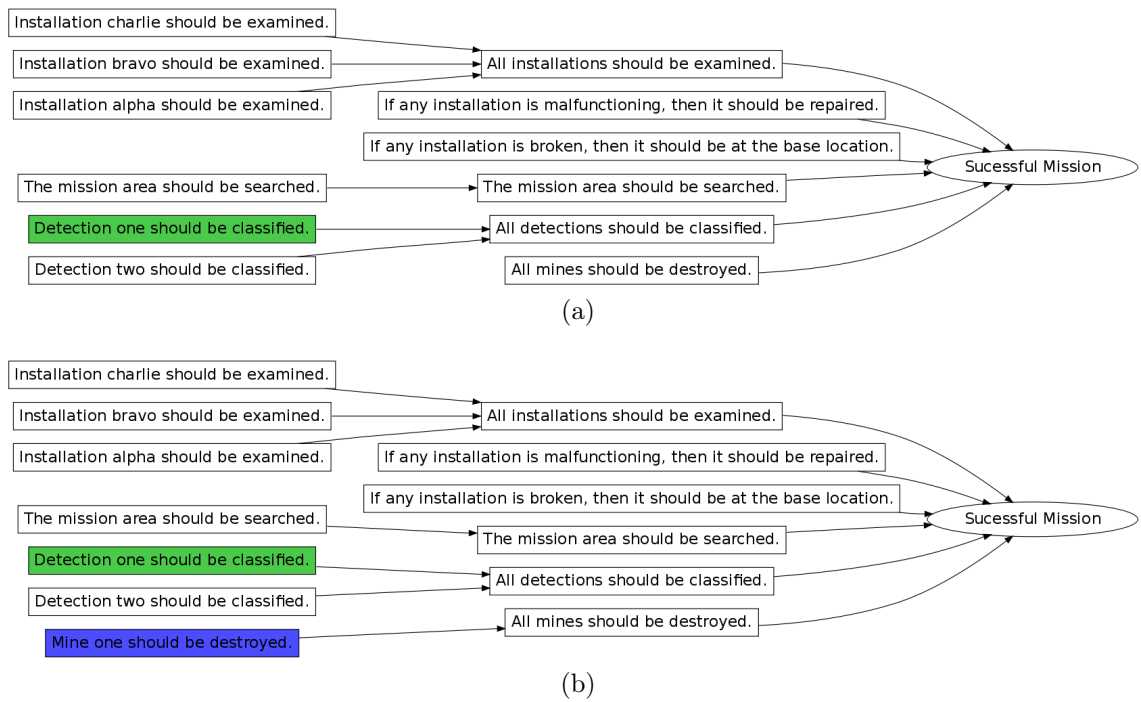 Installation charlie should be examined.
Installation bravo should be examined.
All installations should be examined.
Installation alpha should be examined.
If any installation is malfunctioning, then it should be repaired.
If any installation is broken, then it should be at the base location.
Sucessful Mission
The mission area should be searched.
The mission area should be searched.
Detection one should be classified.
All detections should be classified.
Detection two should be classified.
All mines should be destroyed.
(a)
Installation charlie should be examined.
Installation bravo should be examined.
All installations should be examined.
Installation alpha should be examined.
If any installation is malfunctioning, then it should be repaired.
If any installation is broken, then it should be at the base location.
Sucessful Mission
The mission area should be searched.
The mission area should be searched.
Detection one should be classified.
All detections should be classified.
Detection two should be classified.
All mines should be destroyed.
Mine one should be destroyed.
(b)